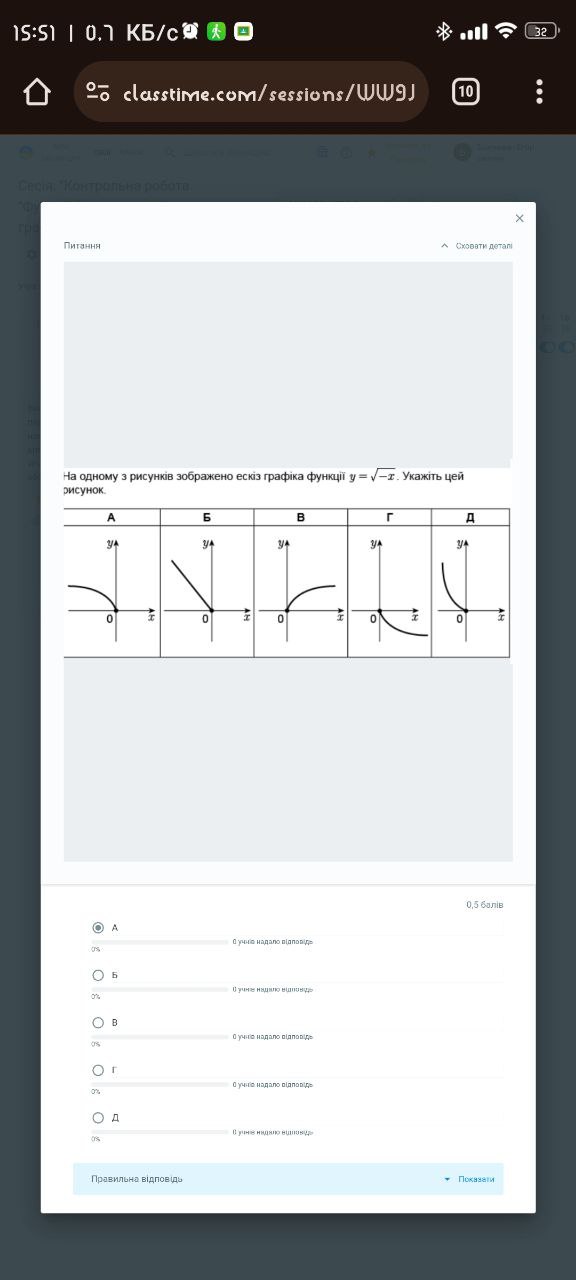 15:51 | 0,7 КБ/с
32
classtime.com/sessions/WW9J
10
Сесія: "Контрольна робота
Питання
Сховати деталі
На одному з рисунків зображено ескіз графіка функції y = √−x. Укажіть цей
рисунок.
А Б В Г Д
y y y y y
0 x 0 x 0 x 0 x 0 x
0,5 балів
А
0% 0 учнів надало відповідь
Б
0% 0 учнів надало відповідь
В
0% 0 учнів надало відповідь
Г
0% 0 учнів надало відповідь
Д
0% 0 учнів надало відповідь
Правильна відповідь
Показати